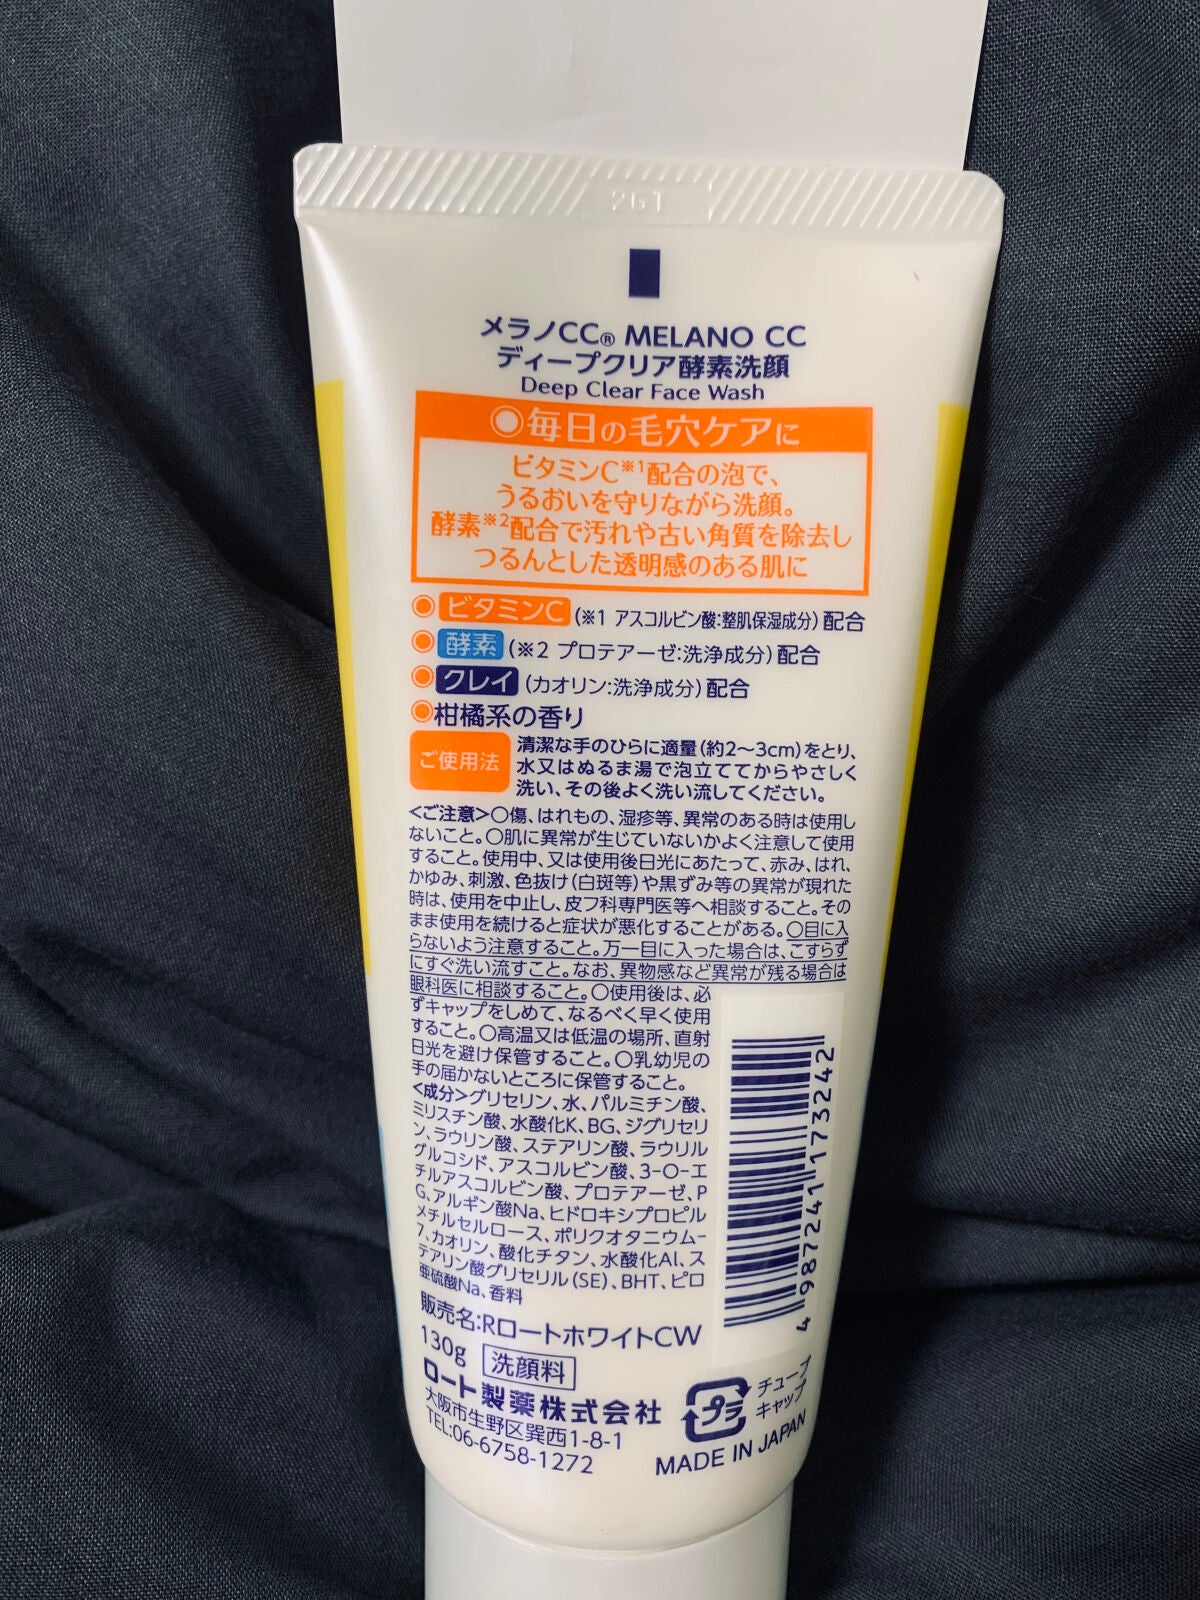 2GT
メラノCC® MELANO CC
ディープクリア酵素洗顔
Deep Clear Face Wash
◉毎日の毛穴ケアに
ビタミンC※1配合の泡で、
うるおいを守りながら洗顔。
酵素※2配合で汚れや古い角質を除去し
つるんとした透明感のある肌に
◉ビタミンC(※1 アスコルビン酸:整肌保湿成分)配合
◉酵素(※2 プロテアーゼ:洗浄成分)配合
◉クレイ(カオリン:洗浄成分)配合
◉柑橘系の香り
ご使用法
清潔な手のひらに適量(約2〜3cm)をとり、
水又はぬるま湯で泡立ててからやさしく
洗い、その後よく洗い流してください。
<ご注意>○傷、はれもの、湿疹等、異常のある時は使用し
ないこと。○肌に異常が生じていないかよく注意して使用
すること。使用中、又は使用後日光にあたって、赤み、はれ、
かゆみ、刺激、色抜け(白斑等)や黒ずみ等の異常が現れた
時は、使用を中止し、皮フ科専門医等へ相談すること。その
まま使用を続けると症状が悪化することがある。○目に入
らないよう注意すること。万一目に入った場合は、こすらず
にすぐ洗い流すこと。なお、異物感など異常が残る場合は
眼科医に相談すること。○使用後は、必
ずキャップをしめて、なるべく早く使用
すること。○高温又は低温の場所、直射
日光を避け保管すること。○乳幼児の
手の届かないところに保管すること。
<成分>グリセリン、水、パルミチン酸、
ミリスチン酸、水酸化K、BG、ジグリセリ
ン、ラウリン酸、ステアリン酸、ラウリル
グルコシド、アスコルビン酸、3-O-エ
チルアスコルビン酸、プロテアーゼ、P
G、アルギン酸Na、ヒドロキシプロピル
メチルセルロース、ポリクオタニウム-
7、カオリン、酸化チタン、水酸化Al、ス
テアリン酸グリセリル(SE)、BHT、ピロ
亜硫酸Na、香料
4 987241 173242
販売名:RロートホワイトCW
130g 洗顔料
ロート製薬株式会社
大阪市生野区巽西1-8-1
TEL:06-6758-1272
プラ
チューブ
キャップ
MADE IN JAPAN